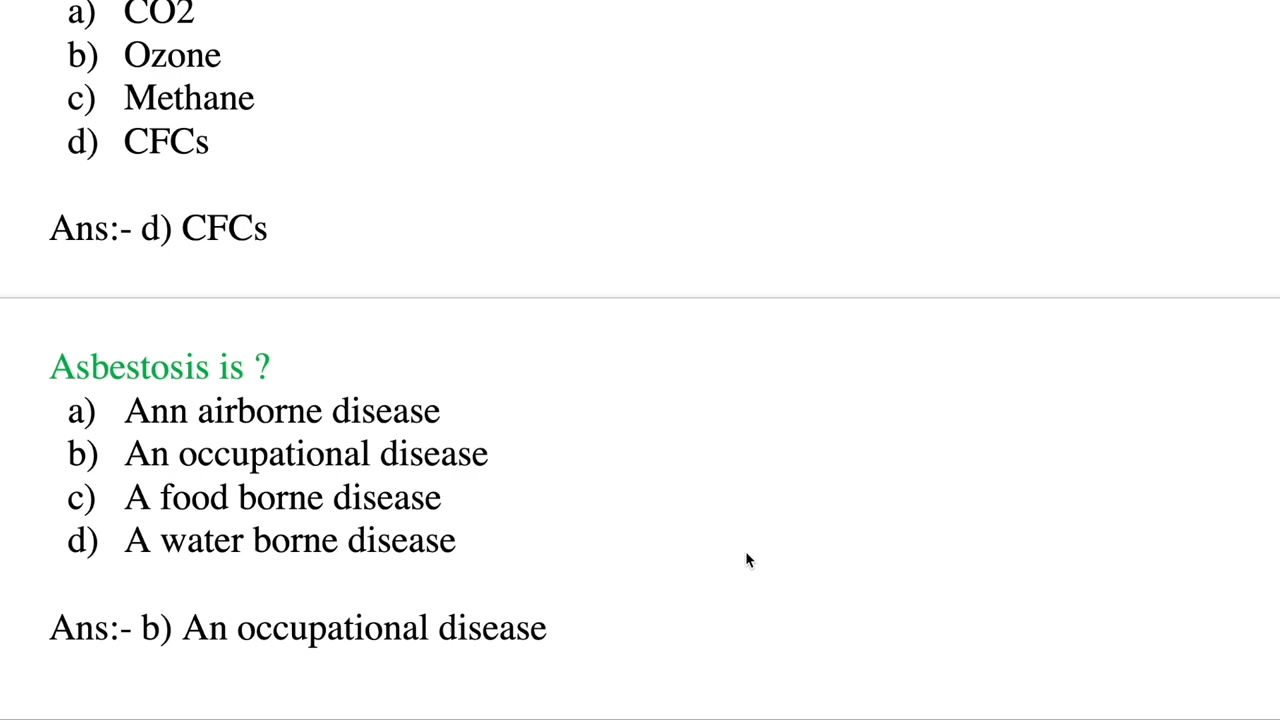 a) CO2
b) Ozone
c) Methane
d) CFCs
Ans:- d) CFCs
Asbestosis is ?
a) Ann airborne disease
b) An occupational disease
c) A food borne disease
d) A water borne disease
Ans:- b) An occupational disease